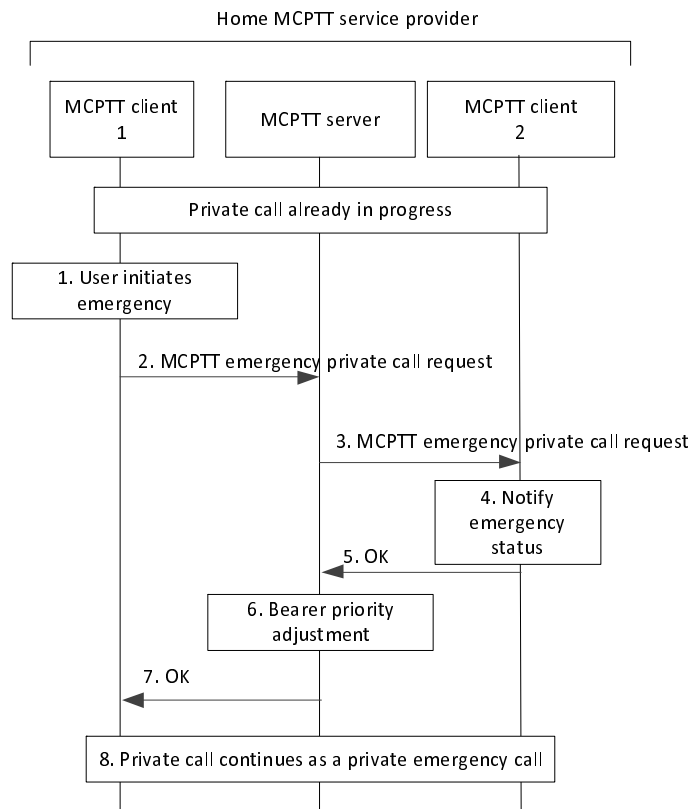 Home MCPTT service provider
MCPTT client
1
MCPTT server
MCPTT client
2
Private call already in progress
1. User initiates
emergency
2. MCPTT emergency private call request
3. MCPTT emergency private call request
4. Notify
emergency
status
5. OK
6. Bearer priority
adjustment
7. OK
8. Private call continues as a private emergency call